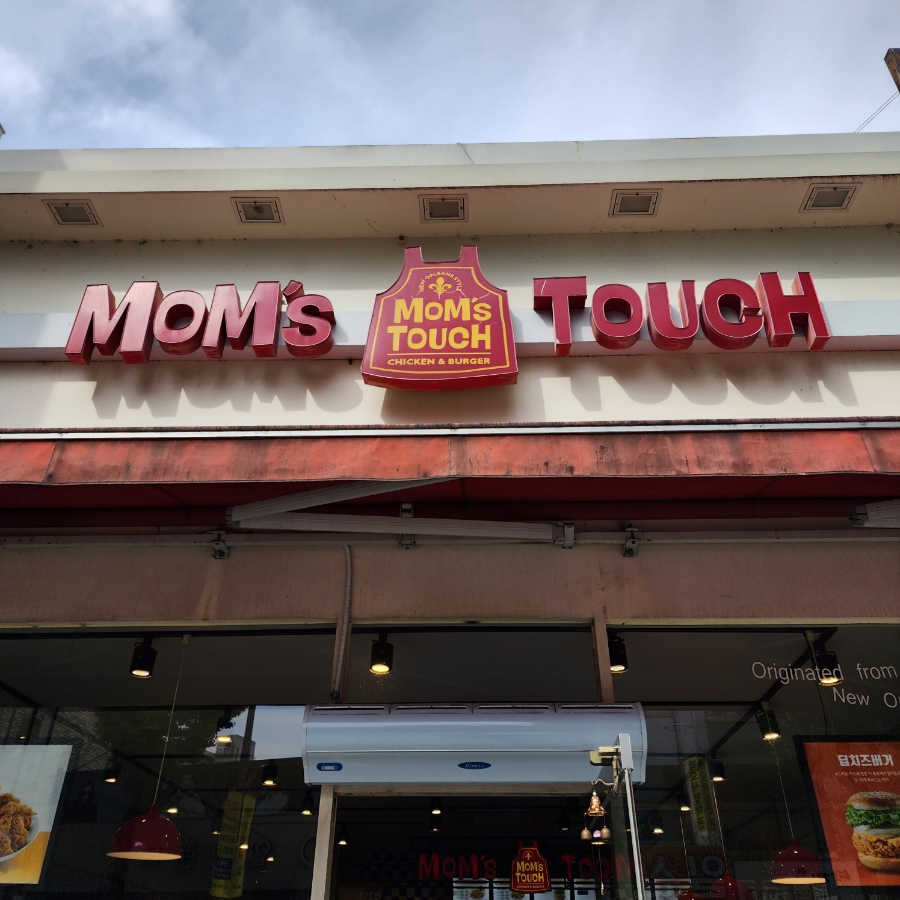 MOM's
NEW ORLEANS STYLE
MOM'S
TOUCH
CHICKEN & BURGER
TOUCH
Originated from
New
딥치즈버거
MOM's
MOM'S
TOUCH